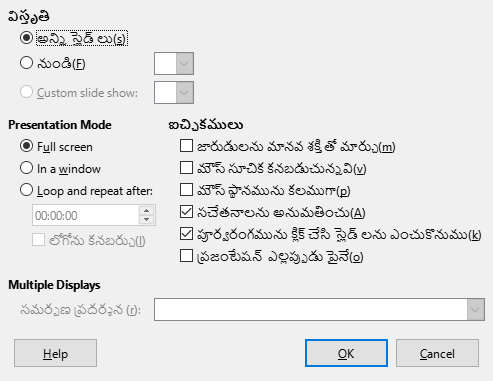 విస్తృతి
అన్ని స్లైడ్ లు(s)
నుండి(F)
Custom slide show:
Presentation Mode
Full screen
In a window
Loop and repeat after:
00:00:00
లోగోను కనబర్చు(l)
ఐచ్చికములు
జారుడులను మానవ శక్తి తో మార్చు(m)
మౌస్ సూచిక కనబడుచున్నవి(v)
మౌస్ స్థానమును కలముగా(p)
సచేతనాలను అనుమతించు(A)
పూర్వరంగమును క్లిక్ చేసి స్లైడ్ లను ఎంచుకొనుము(k)
ప్రజంటేషన్ ఎల్లప్పుడు పైనే(o)
Multiple Displays
సమర్పణ ప్రదర్శన (r):
Help
OK
Cancel